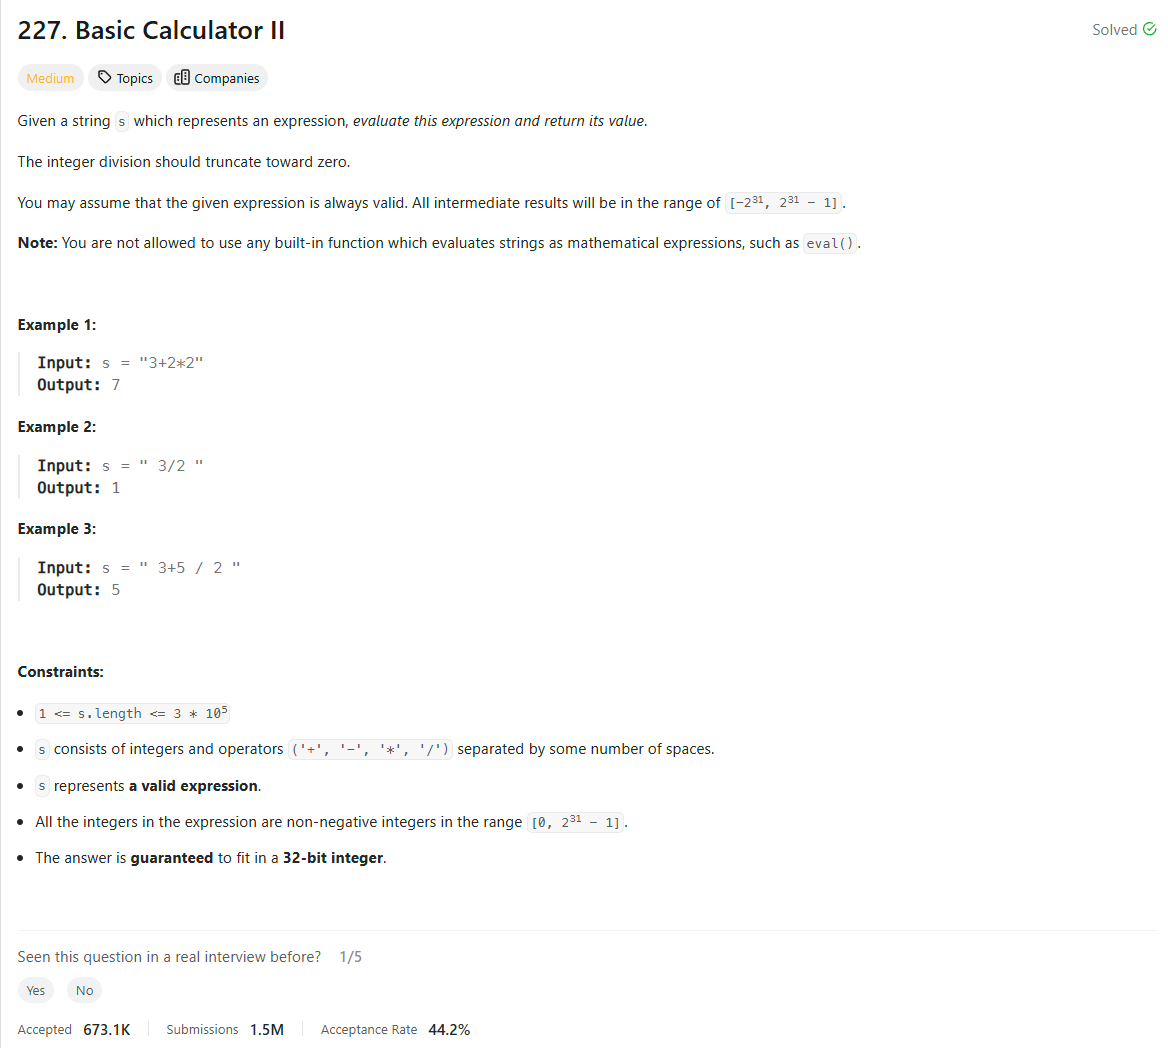 227. Basic Calculator II
Solved
Medium Topics Companies
Given a string s which represents an expression, evaluate this expression and return its value.
The integer division should truncate toward zero.
You may assume that the given expression is always valid. All intermediate results will be in the range of [-2³¹, 2³¹ - 1].
Note: You are not allowed to use any built-in function which evaluates strings as mathematical expressions, such as eval().
Example 1:
Input: s = "3+2*2"
Output: 7
Example 2:
Input: s = " 3/2 "
Output: 1
Example 3:
Input: s = " 3+5 / 2 "
Output: 5
Constraints:
• 1 <= s.length <= 3 * 10⁵
• s consists of integers and operators ('+', '-', '*', '/') separated by some number of spaces.
• s represents a valid expression.
• All the integers in the expression are non-negative integers in the range [0, 2³¹ - 1].
• The answer is guaranteed to fit in a 32-bit integer.
Seen this question in a real interview before? 1/5
Yes No
Accepted 673.1K Submissions 1.5M Acceptance Rate 44.2%